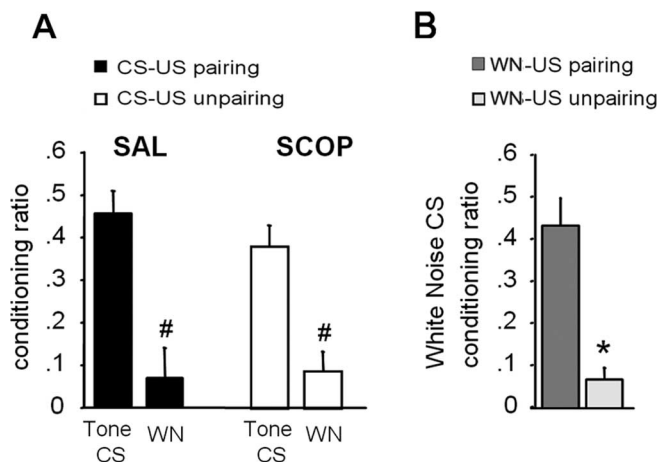 A
CS-US pairing
CS-US unpairing
SAL
SCOP
conditioning ratio
.6
.5
.4
.3
.2
.1
0
#
#
Tone CS
WN
Tone CS
WN
B
WN-US pairing
WN-US unpairing
White Noise CS
conditioning ratio
.6
.5
.4
.3
.2
.1
0
*